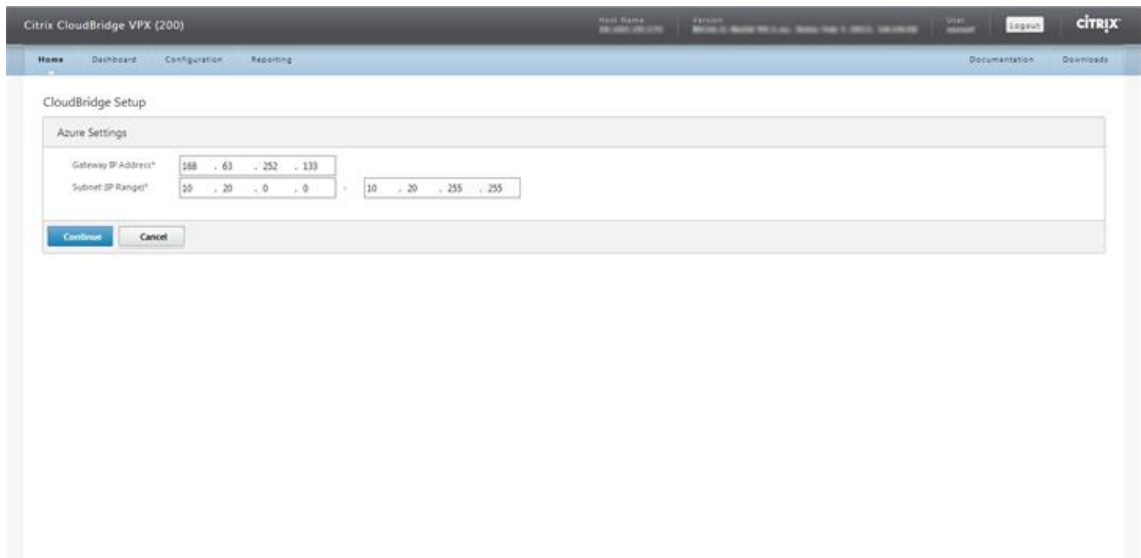 Citrix CloudBridge VPX (200)
Host Name
Version
User
Logout
CITRIX
Home Dashboard Configuration Reporting Documentation Downloads
CloudBridge Setup
Azure Settings
Gateway IP Address* 168 . 63 . 252 . 133
Subnet (IP Range)* 10 . 20 . 0 . 0 - 10 . 20 . 255 . 255
Continue Cancel